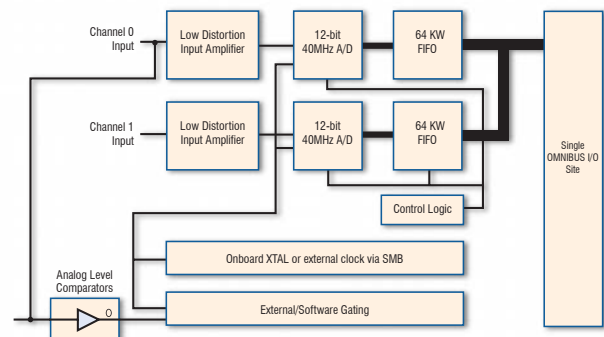 Channel 0
Input
Low Distortion
Input Amplifier
12-bit
40MHz A/D
64 KW
FIFO
Channel 1
Input
Low Distortion
Input Amplifier
12-bit
40MHz A/D
64 KW
FIFO
Single
OMNIBUS I/O
Site
Control Logic
Onboard XTAL or external clock via SMB
Analog Level
Comparators
O
External/Software Gating